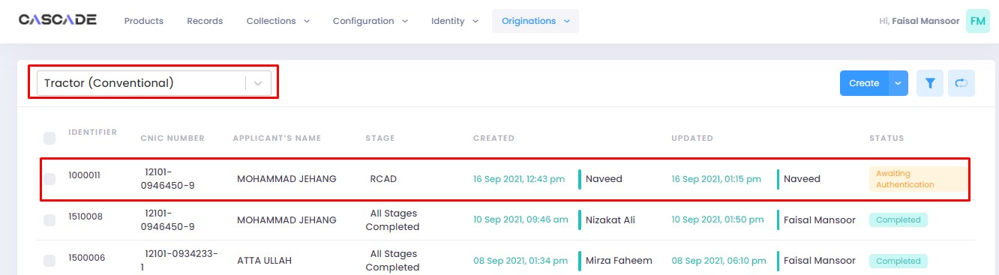 CASCADE Products Records Collections Configuration Identity Originations Hi, Faisal Mansoor FM
Tractor (Conventional) Create
IDENTIFIER CNIC NUMBER APPLICANT'S NAME STAGE CREATED UPDATED STATUS
1000011 12101-0946450-9 MOHAMMAD JEHANG RCAD 16 Sep 2021, 12:43 pm Naveed 16 Sep 2021, 01:15 pm Naveed Awaiting Authentication
1510008 12101-0946450-9 MOHAMMAD JEHANG All Stages Completed 10 Sep 2021, 09:46 am Nizakat Ali 10 Sep 2021, 01:50 pm Faisal Mansoor Completed
1500006 12101-0934233-1 ATTA ULLAH All Stages Completed 08 Sep 2021, 01:34 pm Mirza Faheem 08 Sep 2021, 06:10 pm Faisal Mansoor Completed